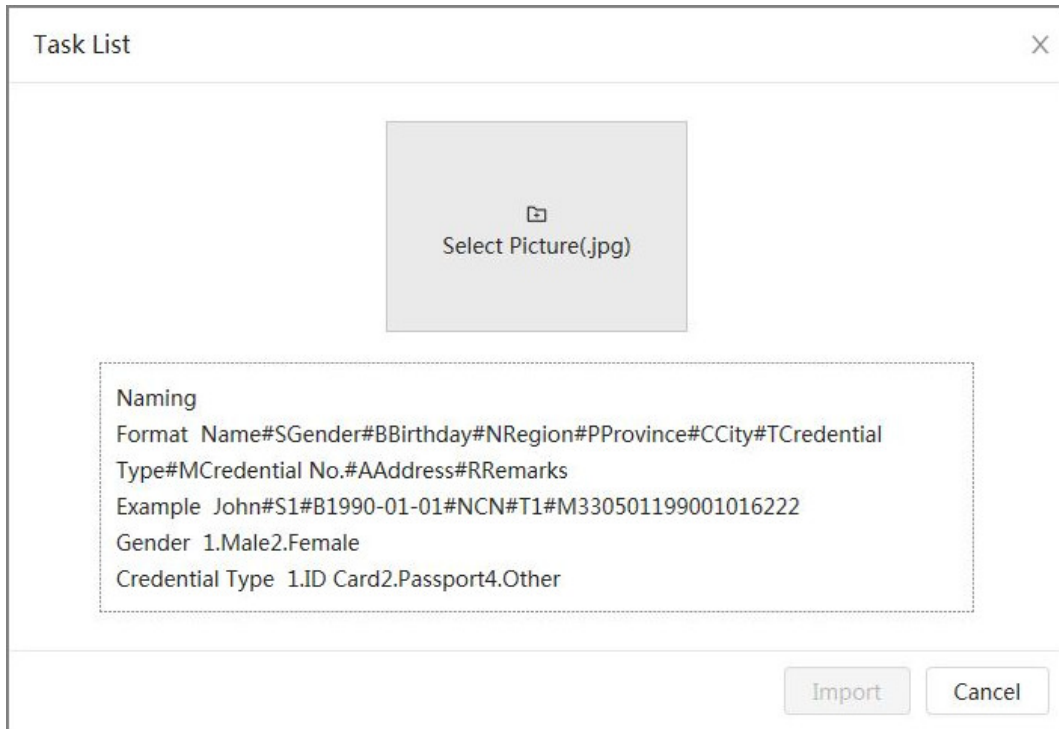 Task List
Select Picture(.jpg)
Naming
Format  Name#SGender#BBirthday#NRegion#PProvince#CCity#TCredential
Type#MCredential No.#AAddress#RRemarks
Example  John#S1#B1990-01-01#NCN#T1#M330501199001016222
Gender  1.Male2.Female
Credential Type  1.ID Card2.Passport4.Other
Import
Cancel